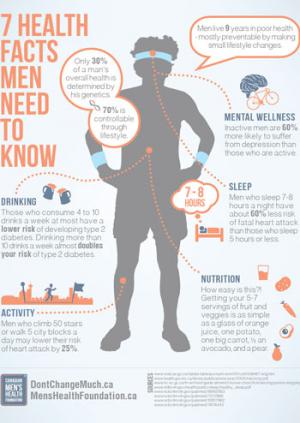 7 HEALTH
FACTS
MEN
NEED
TO
KNOW
Men live 9 years in poor health
- mostly preventable by making
small lifestyle changes.
Only 30%
of a man's
overall health is
determined by
his genetics.
70% is
controllable
through
lifestyle.
MENTAL WELLNESS
Inactive men are 60%
more likely to suffer
from depression than
those who are active
SLEEP
Men who sleep 7-8
hours a night have
about 60% less risk
of fatal heart attack
than those who sleep
5 hours or less.
7 - 8
HOURS
DRINKING
Those who consume 4 to 10
drinks a week at most have a
lower risk of developing type 2
diabetes. Drinking more than
10 drinks a week almost doubles
your risk of type 2 diabetes.
NUTRITION
How easy is this?!
Getting your 5-7
servings of fruit and
veggies is as simple
as a glass of orange
juice, one potato,
one big carrot, ½ an
avocado, and a pear.
ACTIVITY
Men who climb 50 stairs
or walk 5 city blocks a
day may lower their risk
of heart attack by 25%.
CANADIAN
MEN'S
HEALTH
FOUNDATION
DontChangeMuch.ca
MensHealthFoundation.ca
SOURCES